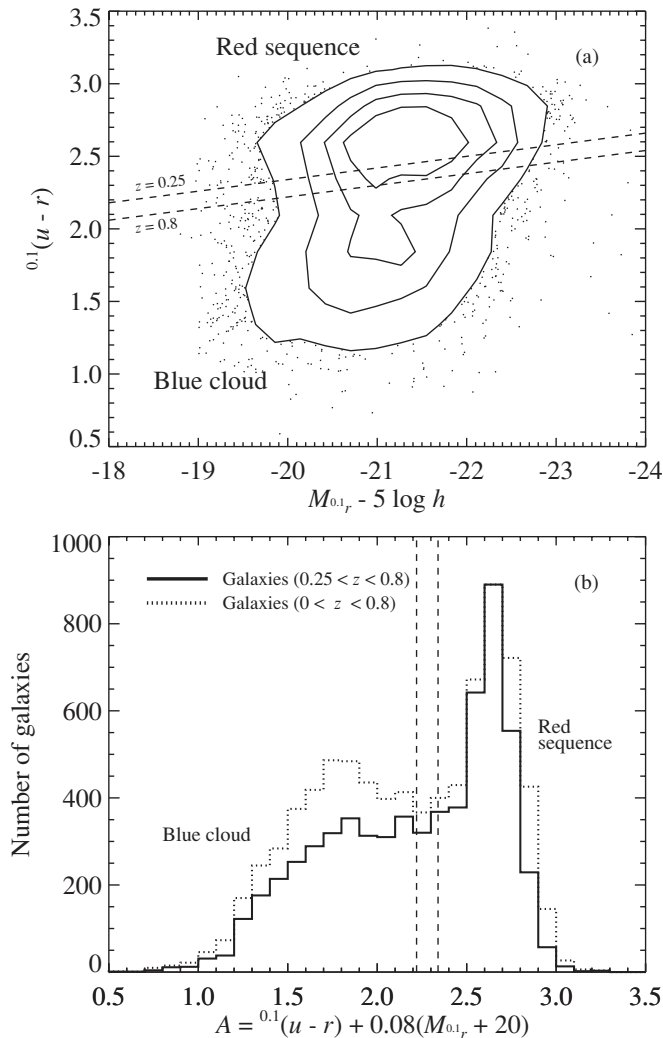 3.5
Red sequence
(a)
3.0
2.5
z = 0.25
0.1(u - r)
2.0
z = 0.8
1.5
1.0
Blue cloud
0.5
-18 -19 -20 -21 -22 -23 -24
M0.1r - 5 log h
1000
Galaxies (0.25 < z < 0.8)
(b)
Galaxies (0 < z < 0.8)
800
Number of galaxies
600
Red
sequence
400
Blue cloud
200
0
0.5 1.0 1.5 2.0 2.5 3.0 3.5
A = 0.1(u - r) + 0.08(M0.1r + 20)